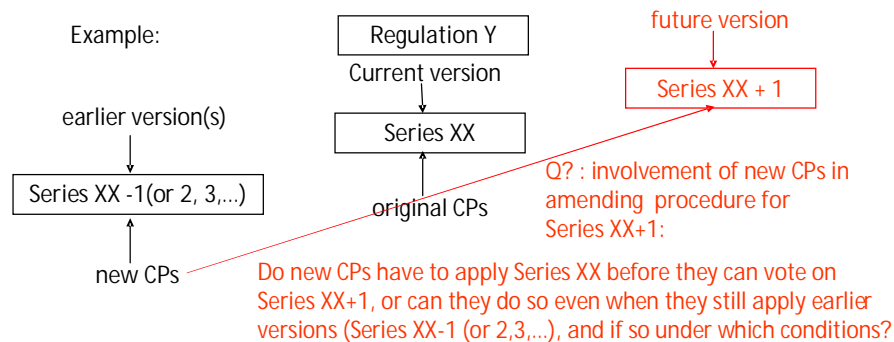 Example:
Regulation Y
future version
Current version
Series XX + 1
earlier version(s)
Series XX
Series XX -1(or 2, 3,...)
original CPs
Q? : involvement of new CPs in
amending procedure for
Series XX+1:
new CPs
Do new CPs have to apply Series XX before they can vote on
Series XX+1, or can they do so even when they still apply earlier
versions (Series XX-1 (or 2,3,...), and if so under which conditions?